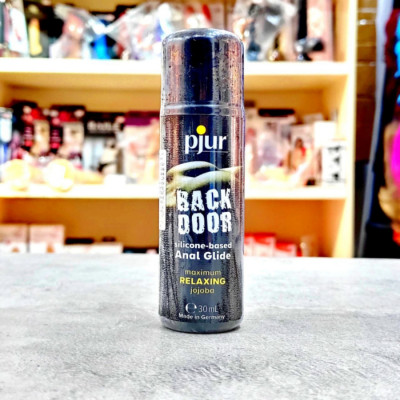 pjur
BACK
DOOR
silicone-based
Anal Glide
maximum
RELAXING
jojoba
℮ 30 mL
Made in Germany